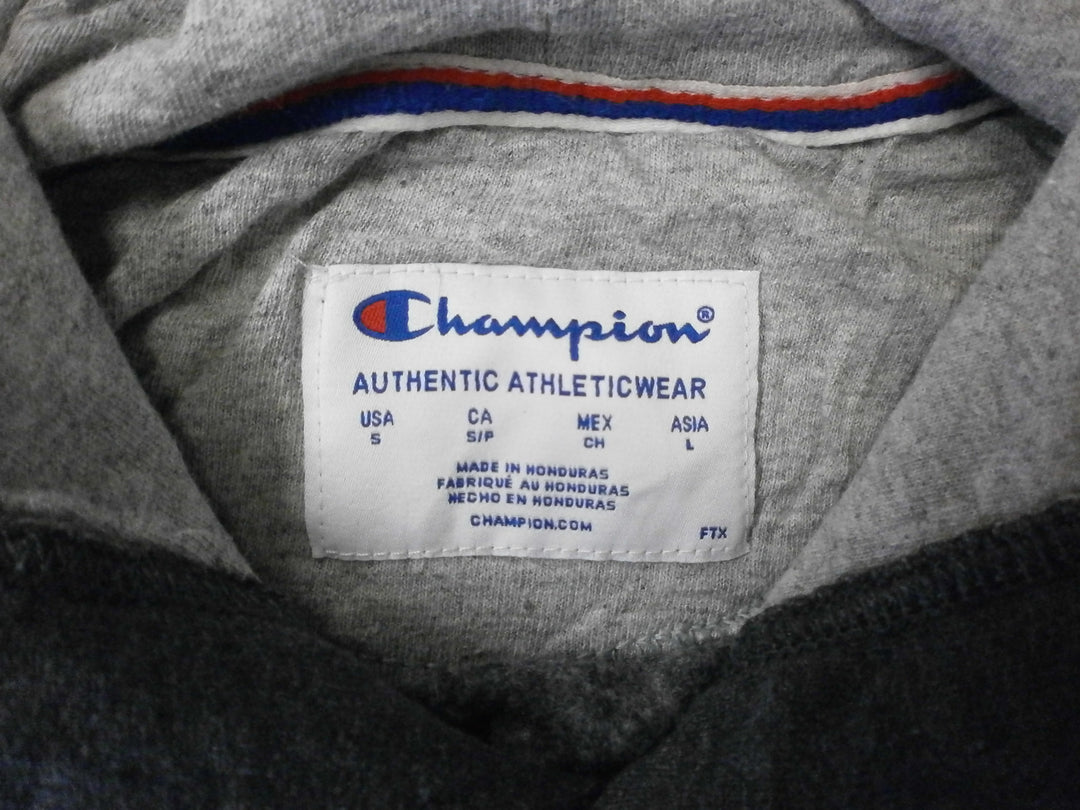 Champion®
AUTHENTIC ATHLETICWEAR
USA CA MEX ASIA
S S/P CH L
MADE IN HONDURAS
FABRIQUÉ AU HONDURAS
HECHO EN HONDURAS
CHAMPION.COM
FTX